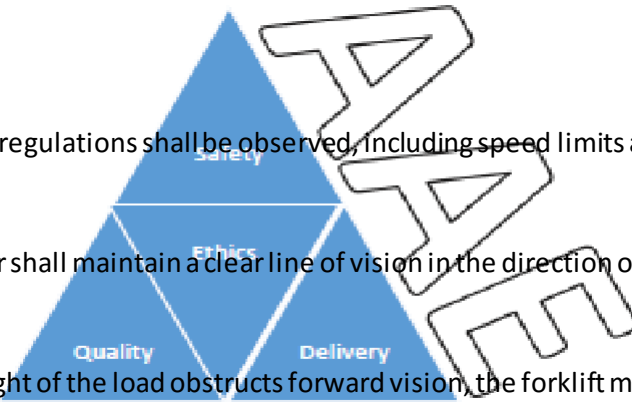 AAE
regulations shall be observed, including speed limits a
Safety
r shall maintain a clear line of vision in the direction o
Ethics
Quality Delivery
ght of the load obstructs forward vision, the forklift m